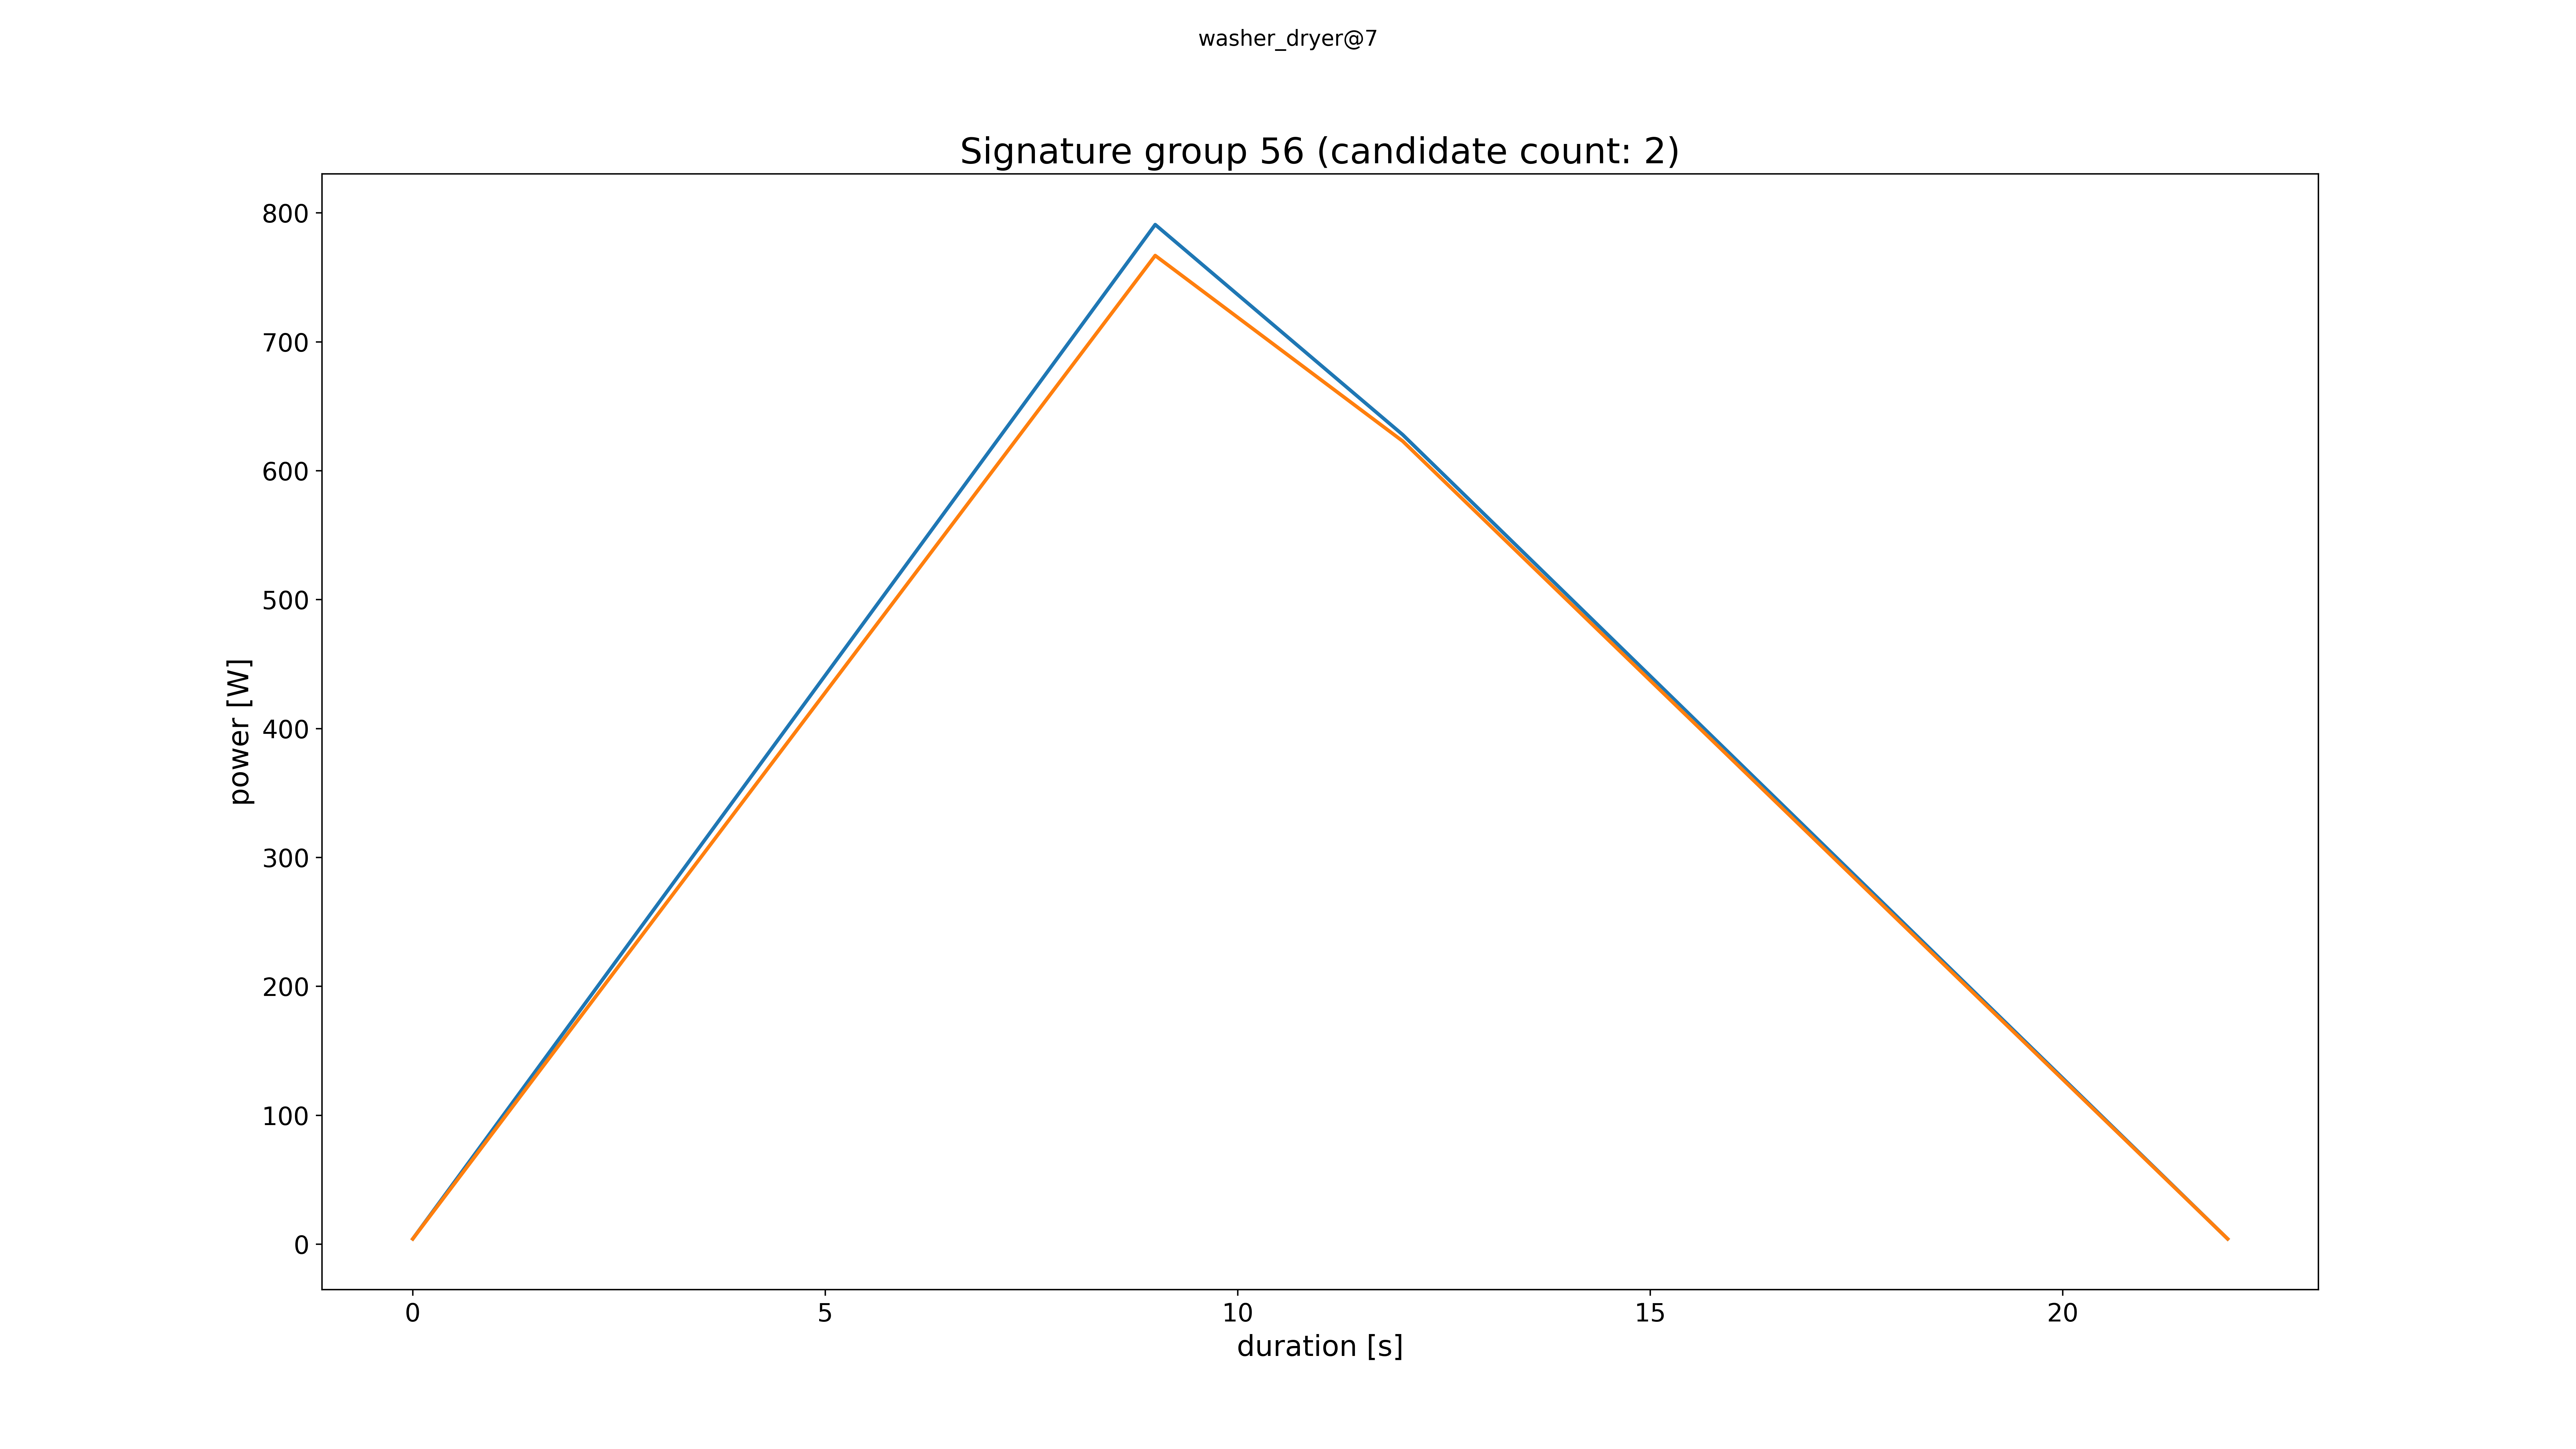 washer_dryer@7
Signature group 56 (candidate count: 2)
800
700
600
500
400
300
200
100
0
power [W]
0 5 10 15 20
duration [s]